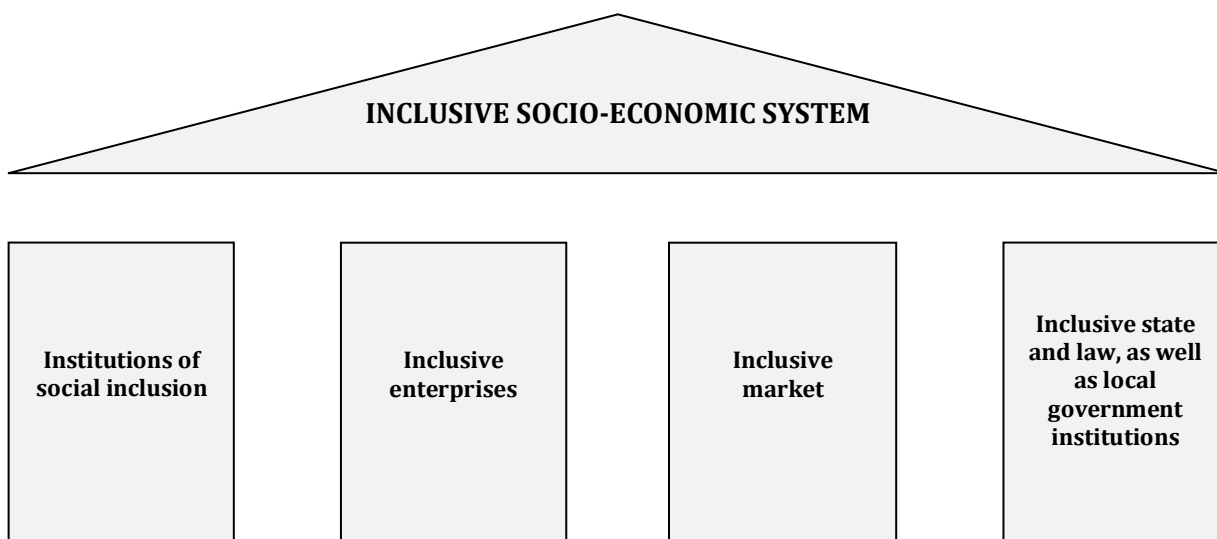 INCLUSIVE SOCIO-ECONOMIC SYSTEM
Institutions of
social inclusion
Inclusive
enterprises
Inclusive
market
Inclusive state
and law, as well
as local
government
institutions